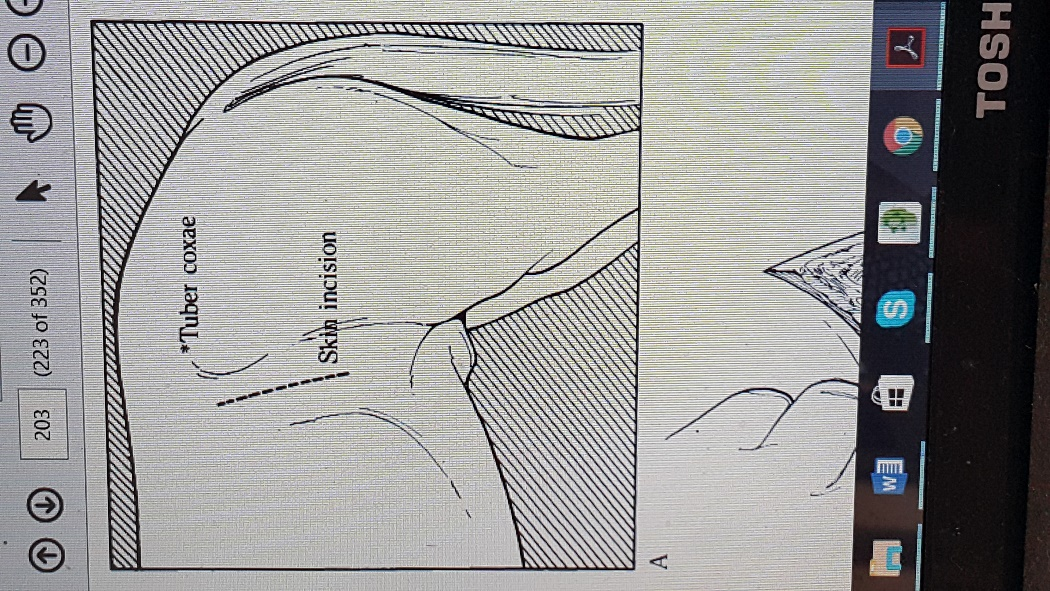 203
(223 of 352)
*Tuber coxae
Skin incision
A
W
S
TOSH